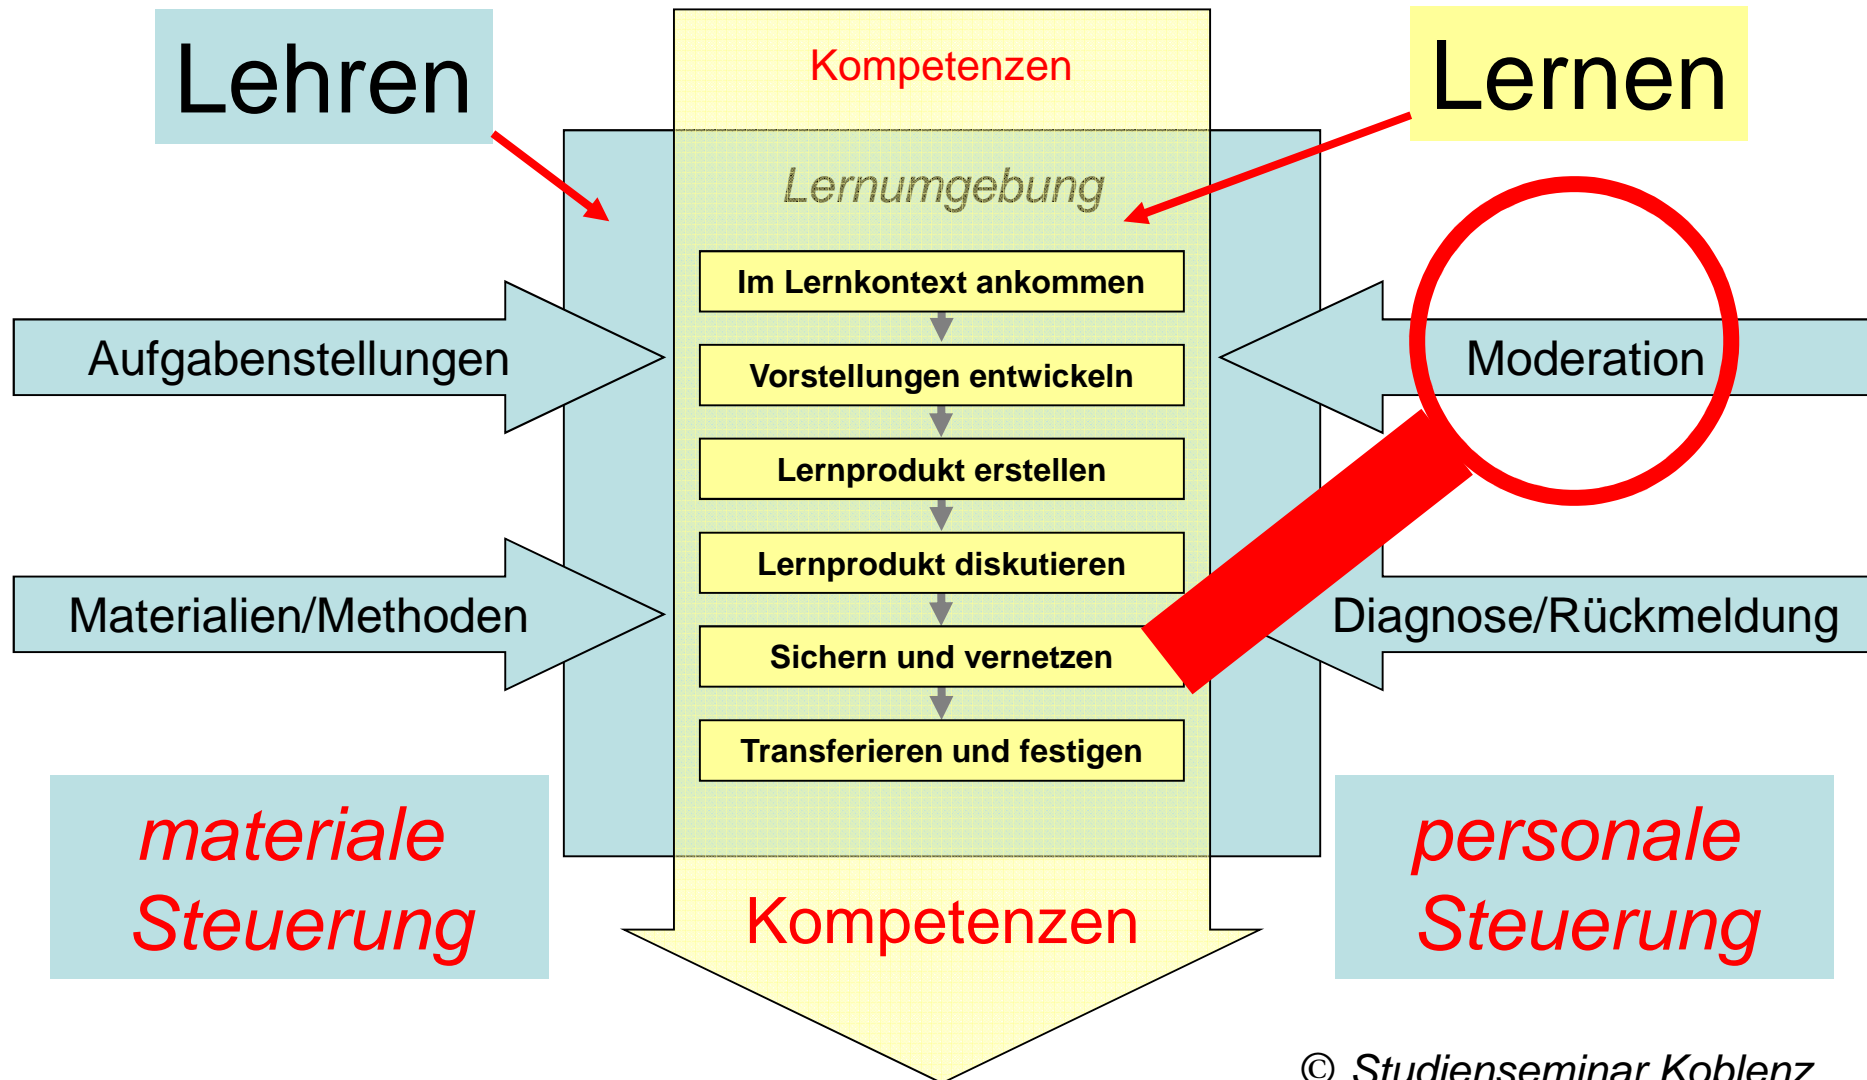 Lehren
Kompetenzen
Lernen
Lernumgebung
Im Lernkontext ankommen
Aufgabenstellungen
Vorstellungen entwickeln
Moderation
Lernprodukt erstellen
Lernprodukt diskutieren
Materialien/Methoden
Diagnose/Rückmeldung
Sichern und vernetzen
Transferieren und festigen
materiale
Steuerung
Kompetenzen
personale
Steuerung
© Studienseminar Koblenz